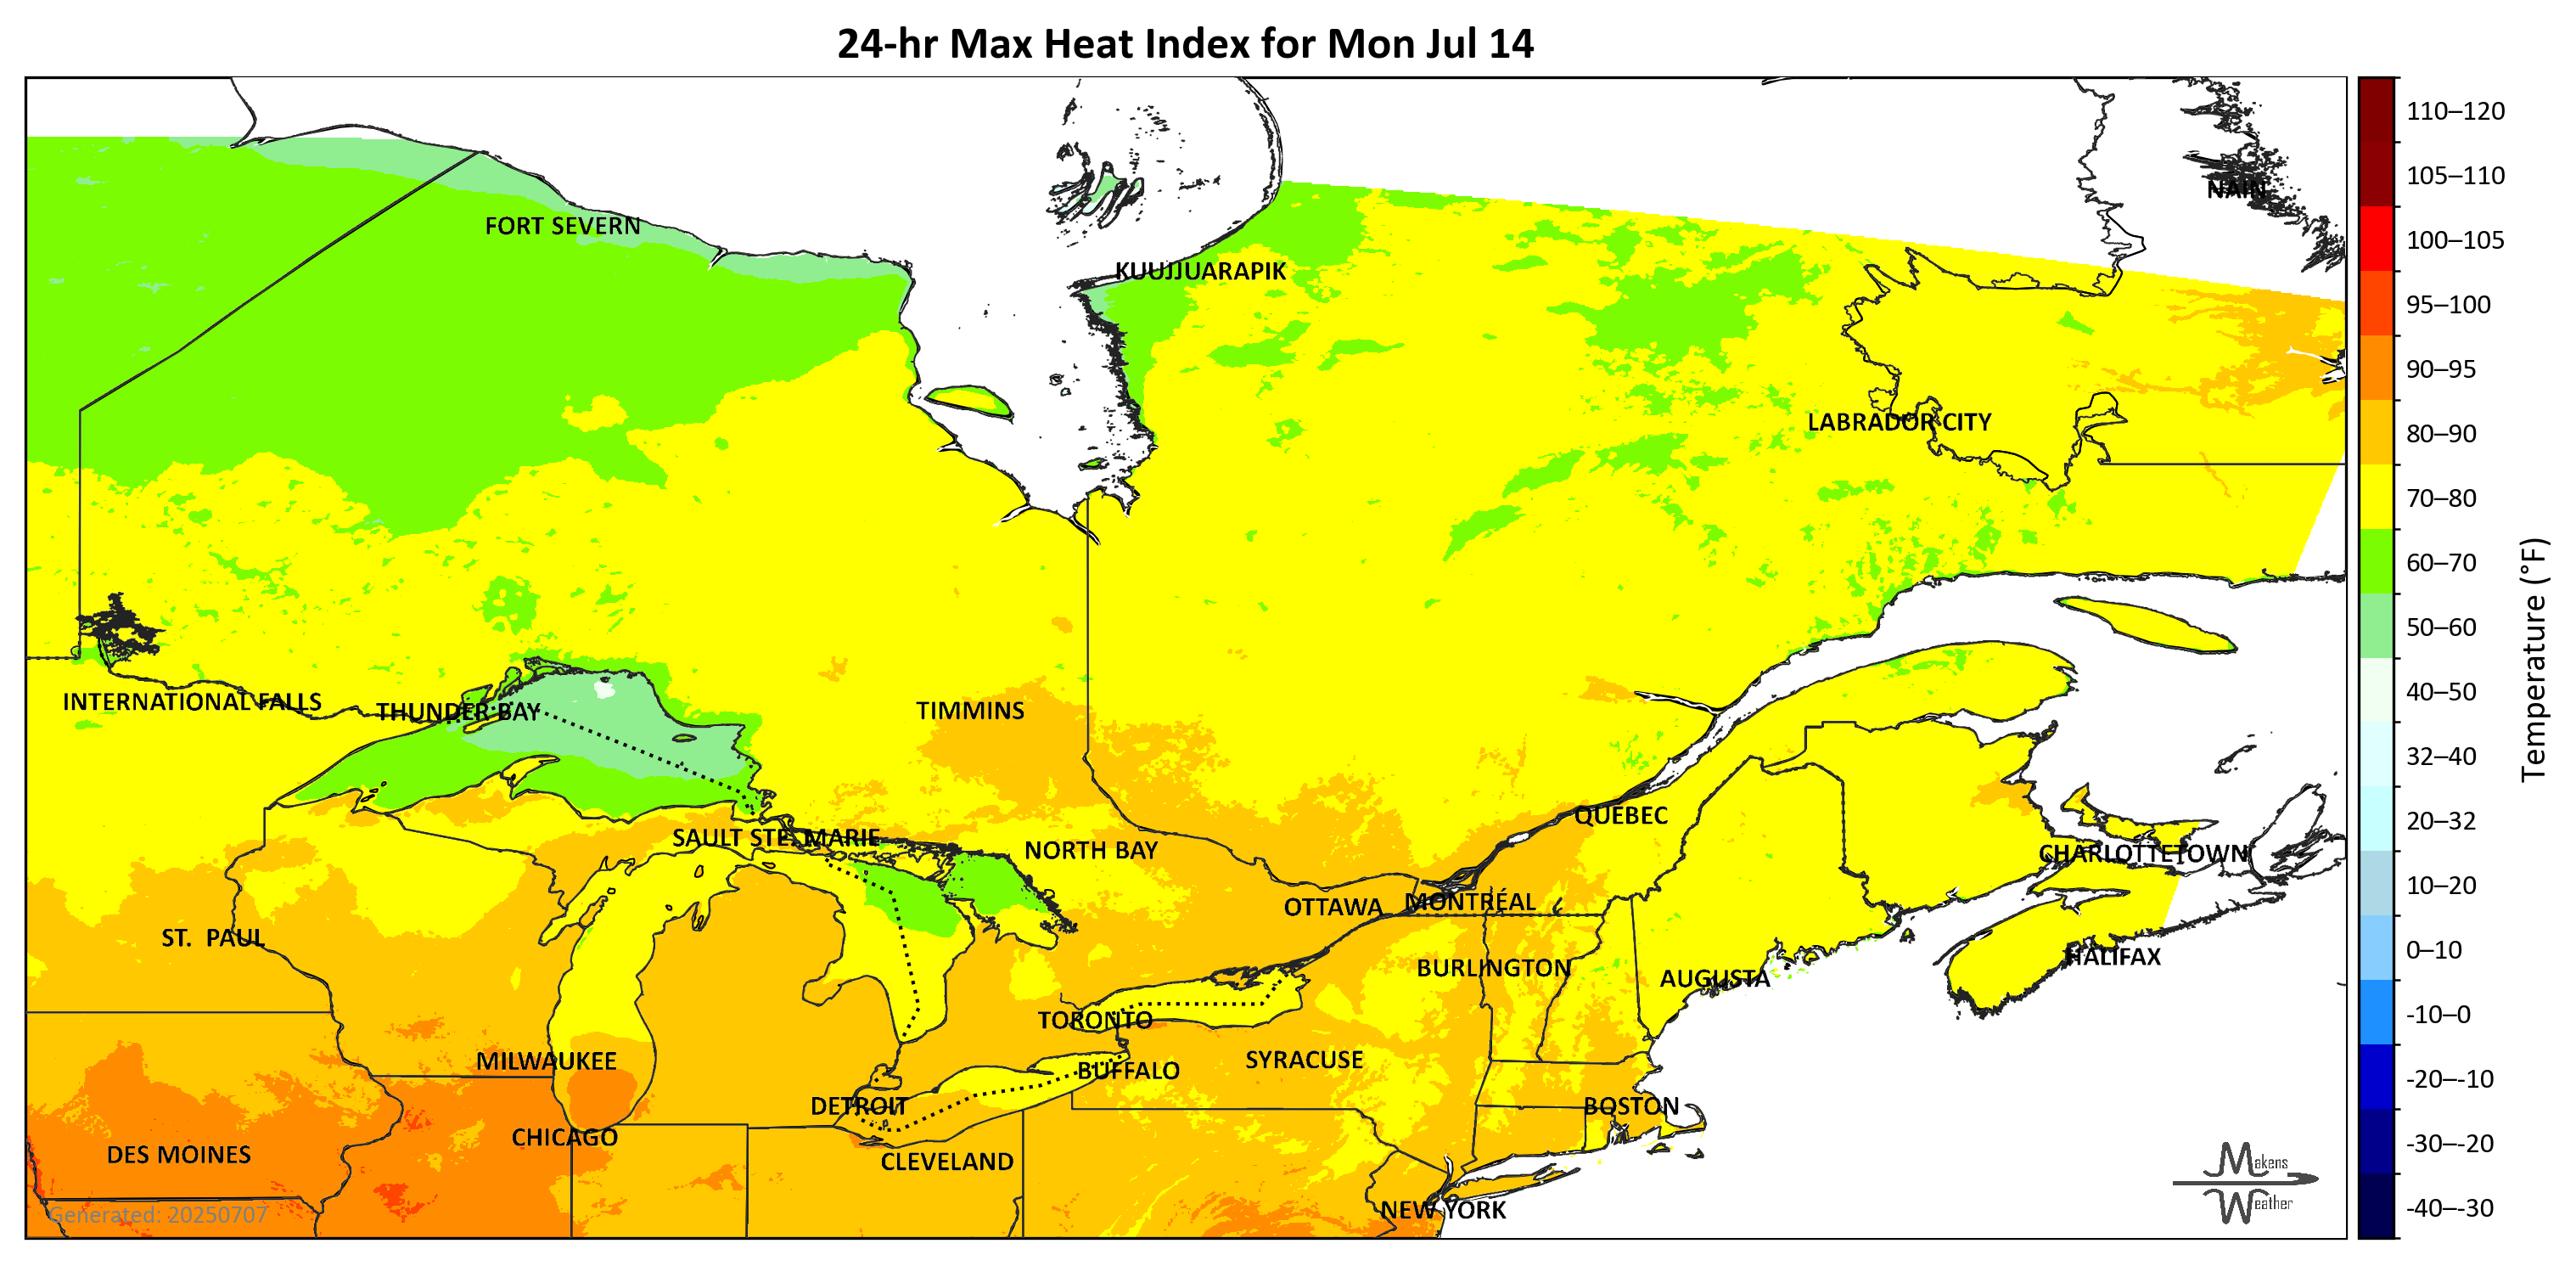 24-hr Max Heat Index for Mon Jul 14
NAIN
FORT SEVERN
KUUJJUARAPIK
LABRADOR CITY
INTERNATIONAL FALLS
THUNDER BAY
TIMMINS
QUEBEC
SAULT STE. MARIE
NORTH BAY
CHARLOTTETOWN
OTTAWA
MONTRÉAL
ST. PAUL
HALIFAX
BURLINGTON
AUGUSTA
TORONTO
MILWAUKEE
SYRACUSE
BUFFALO
DETROIT
BOSTON
CHICAGO
DES MOINES
CLEVELAND
NEW YORK
Generated: 20250707
Makens
Weather
110–120
105–110
100–105
95–100
90–95
80–90
70–80
60–70
50–60
40–50
32–40
20–32
10–20
0–10
-10–0
-20–-10
-30–-20
-40–-30
Temperature (°F)